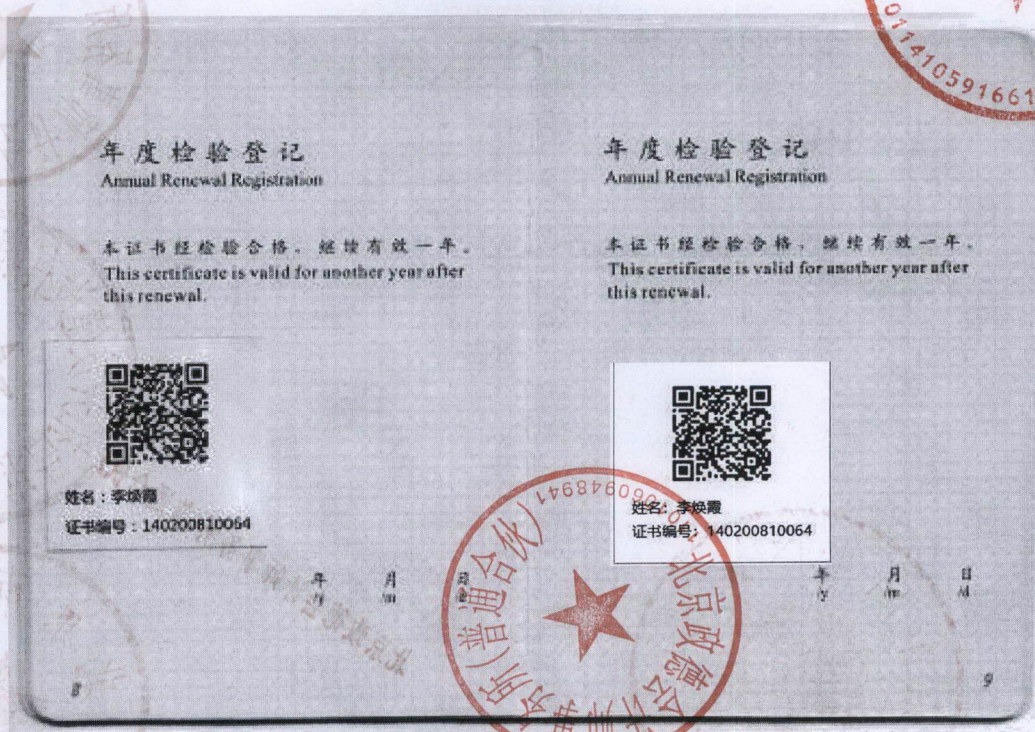 年度检验登记
Annual Renewal Registration
本证书经检验合格，继续有效一年。
This certificate is valid for another year after
this renewal.
姓名：李焕霞
证书编号：140200810064
年 月 日
/y /m /d
8
年度检验登记
Annual Renewal Registration
本证书经检验合格，继续有效一年。
This certificate is valid for another year after
this renewal.
姓名：李焕霞
证书编号：140200810064
年 月 日
/y /m /d
9
北京政德会计师事务所(普通合伙)